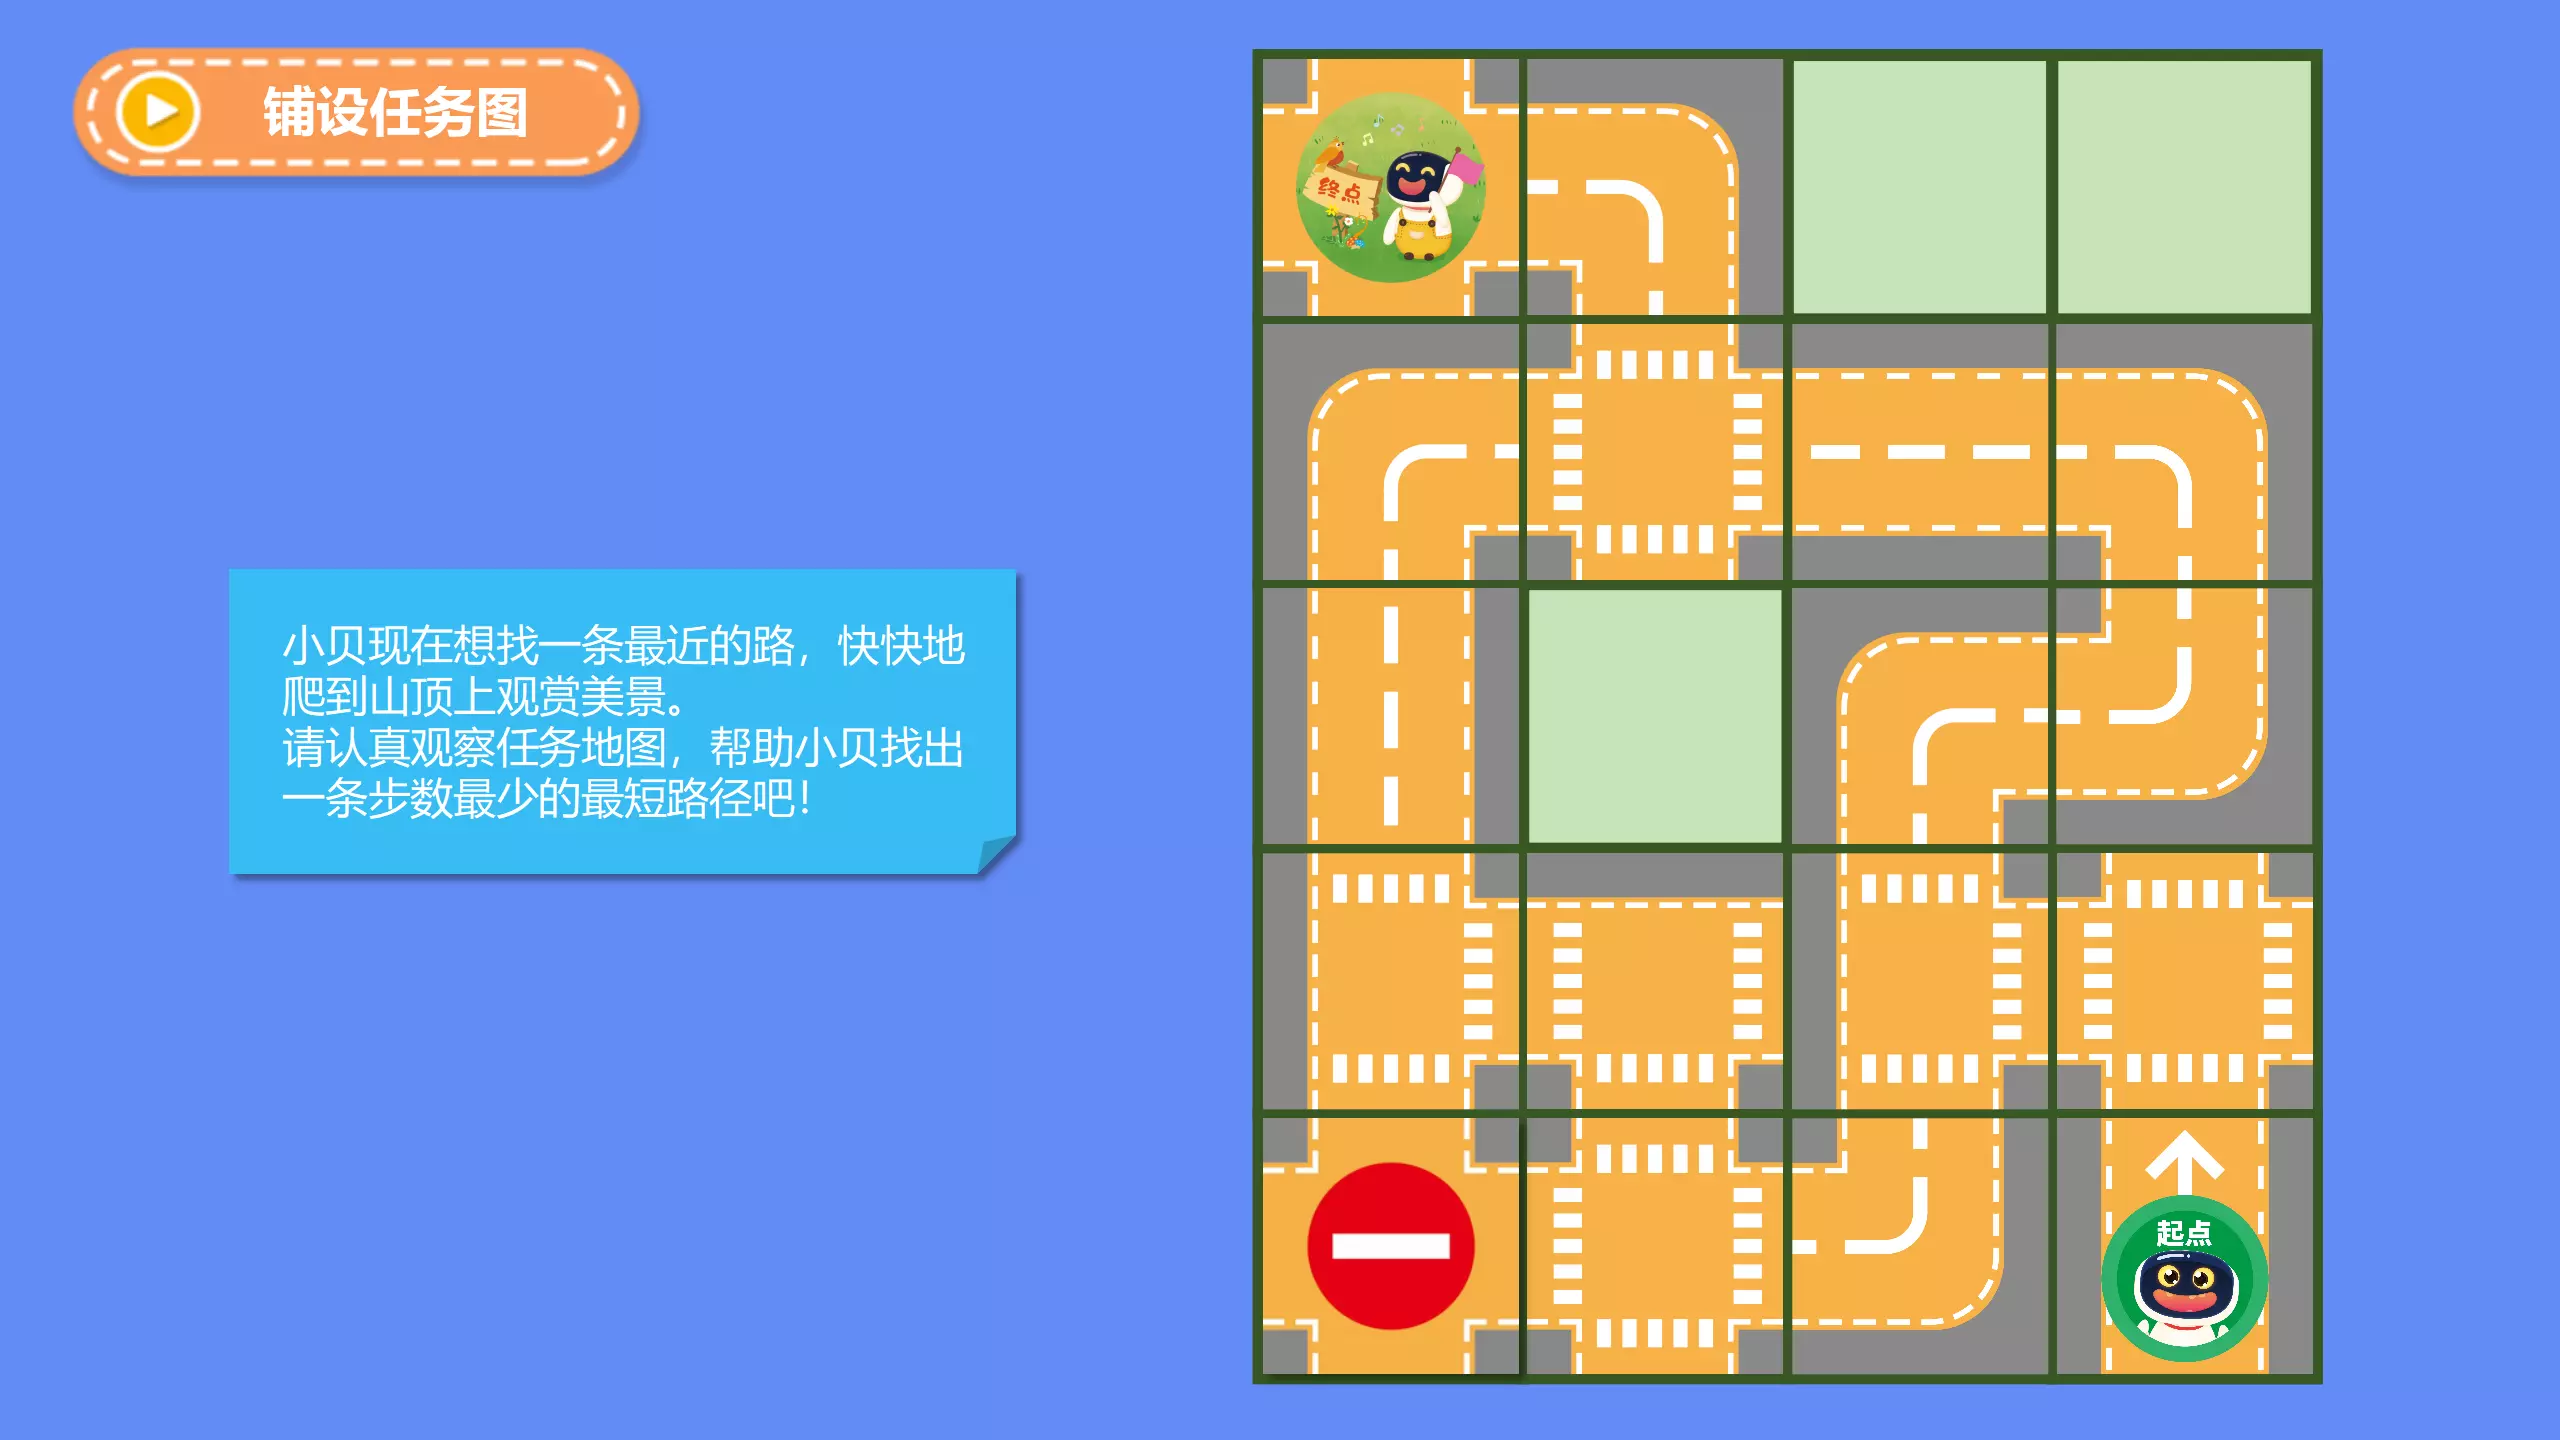 铺设任务图
小贝现在想找一条最近的路，快快地
爬到山顶上观赏美景。
请认真观察任务地图，帮助小贝找出
一条步数最少的最短路径吧！
终点
起点